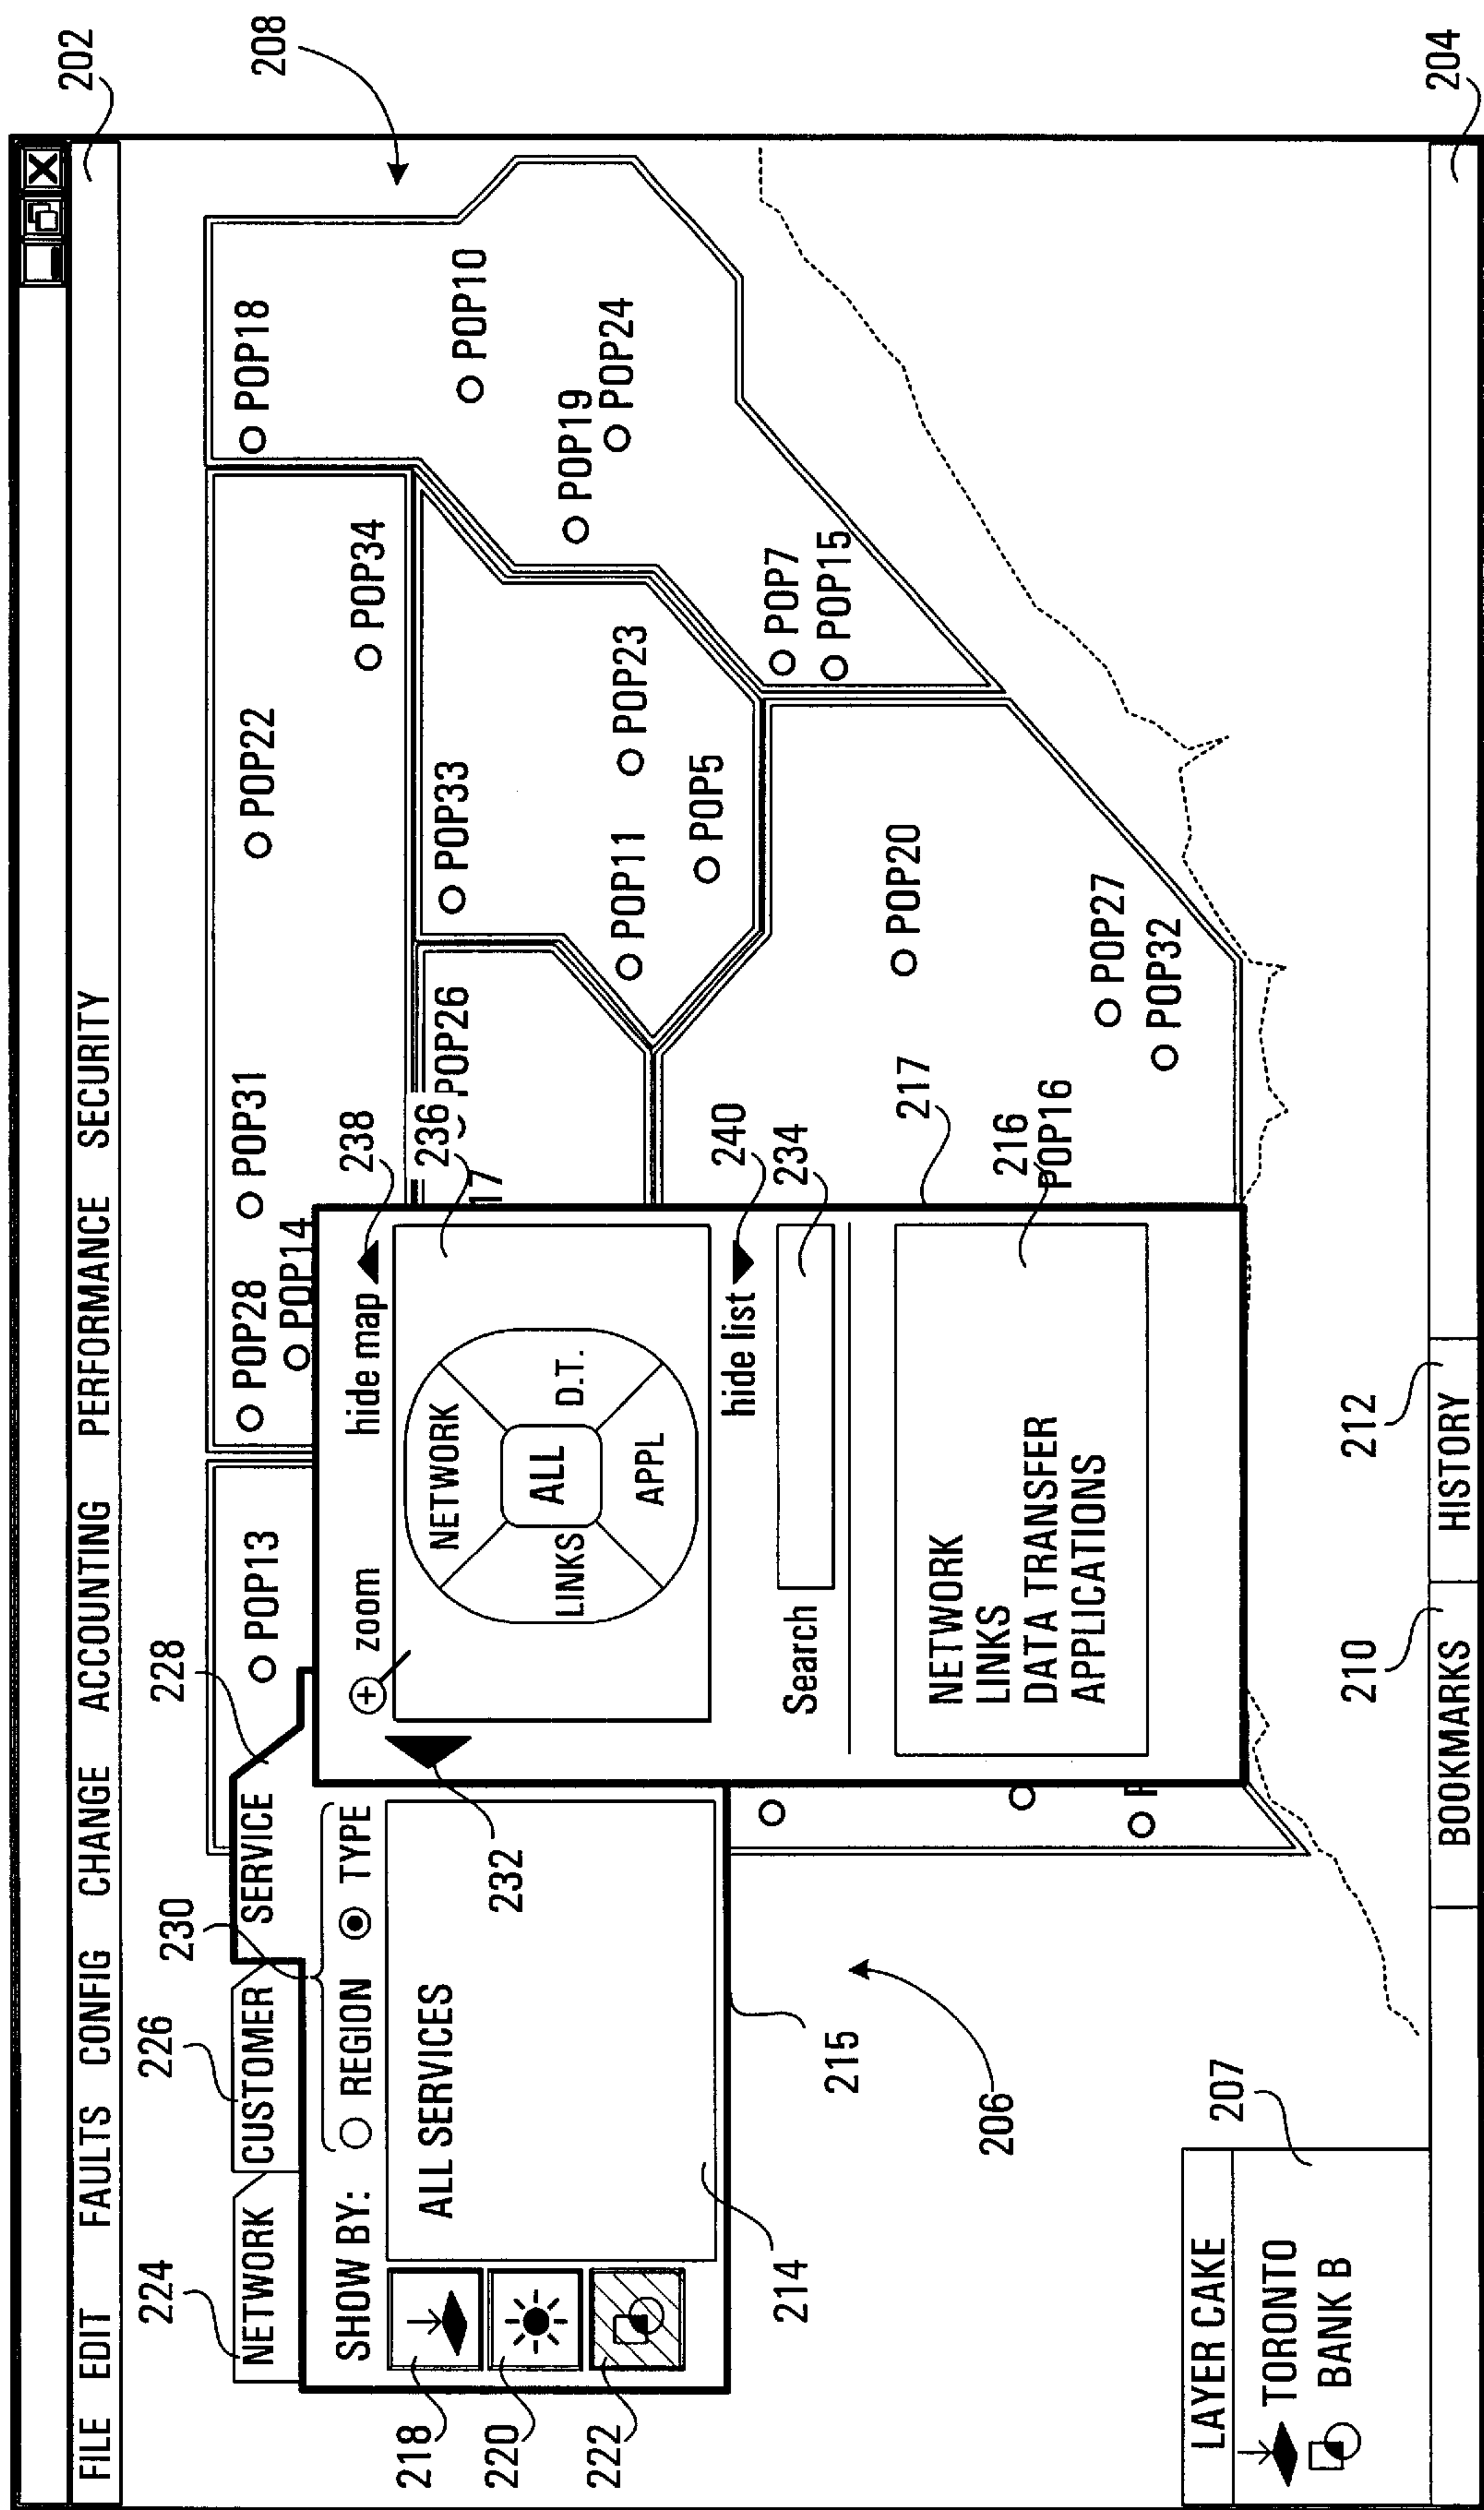 202
208
FILE EDIT FAULTS CONFIG CHANGE ACCOUNTING PERFORMANCE SECURITY
224
226
230
228
NETWORK
CUSTOMER
SERVICE
POP13
POP28
POP31
POP22
POP18
POP14
POP34
SHOW BY:
REGION
TYPE
zoom
hide map
238
236
POP26
POP33
POP10
17
218
220
222
ALL SERVICES
232
NETWORK
LINKS
ALL
D.T.
APPL
POP11
POP23
POP19
POP24
POP5
214
215
hide list
240
Search
234
POP7
POP15
206
217
POP20
NETWORK
LINKS
DATA TRANSFER
APPLICATIONS
216
POP16
POP27
POP32
207
LAYER CAKE
TORONTO
BANK B
210
212
BOOKMARKS
HISTORY
204